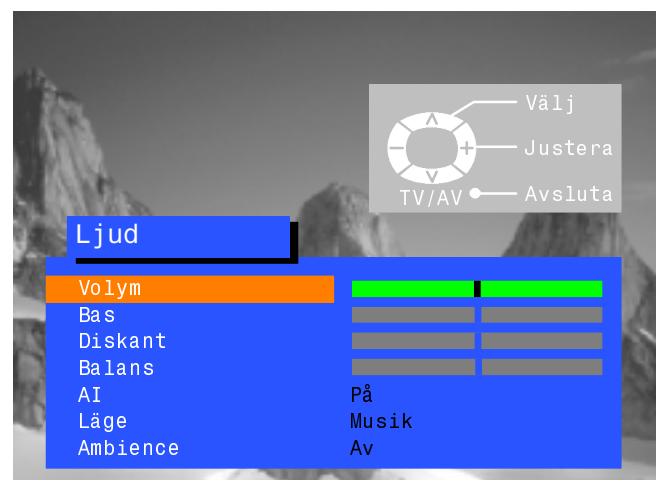 Välj
Justera
TV/AV Avsluta
Ljud
Volym
Bas
Diskant
Balans
AI På
Läge Musik
Ambience Av